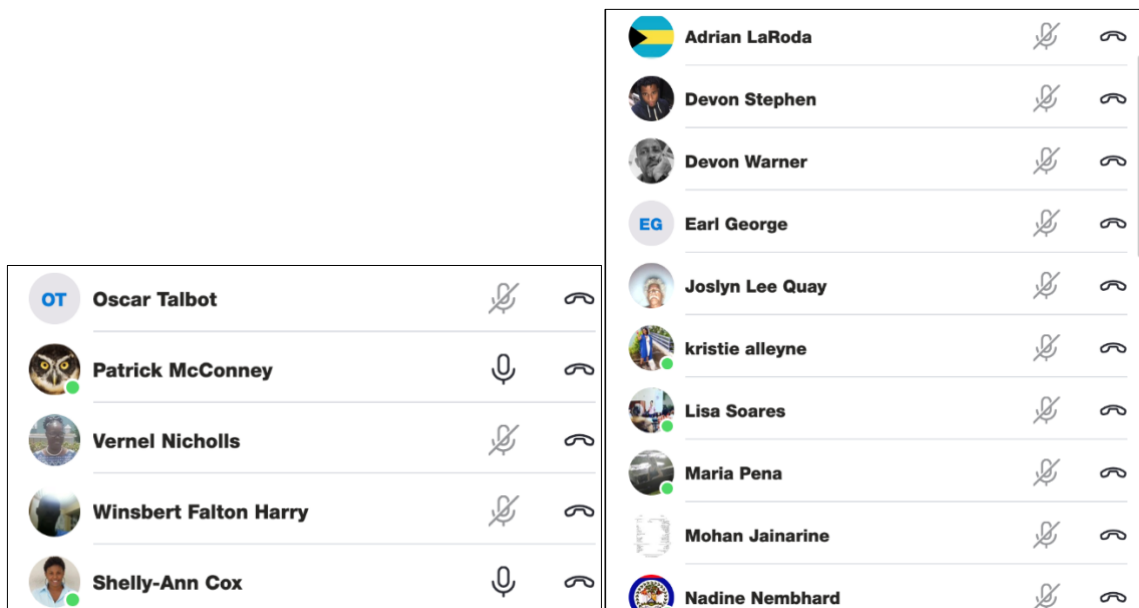 OT Oscar Talbot
Patrick McConney
Vernel Nicholls
Winsbert Falton Harry
Shelly-Ann Cox
Adrian LaRoda
Devon Stephen
Devon Warner
EG Earl George
Joslyn Lee Quay
kristie alleyne
Lisa Soares
Maria Pena
Mohan Jainarine
Nadine Nembhard